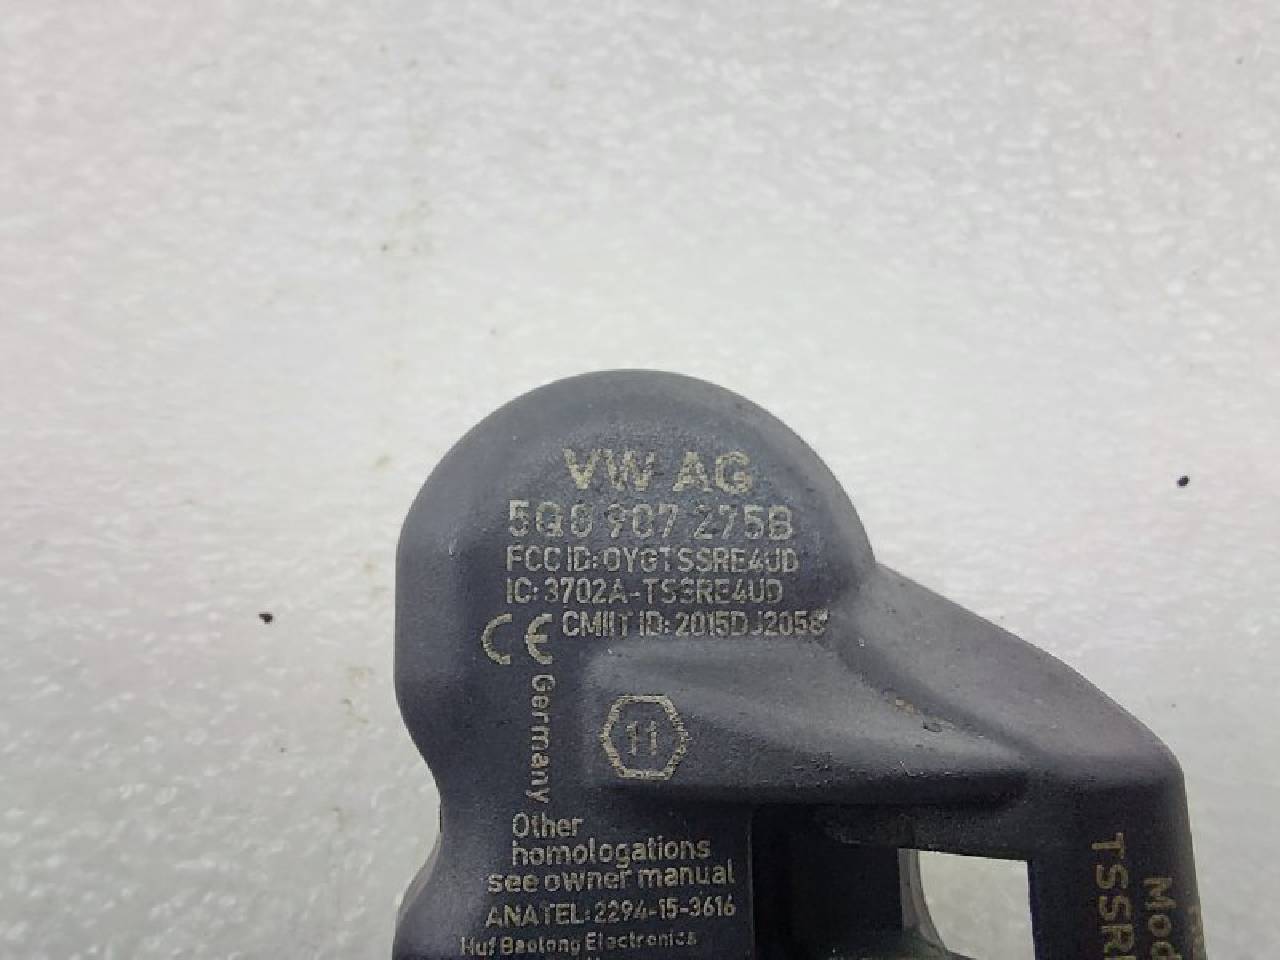 VW AG
5Q0 907 275B
FCC ID: OYGTSSRE4UD
IC: 3702A-TSSRE4UD
CE CMIIT ID: 2015DJ2056
Germany
11
Other
homologations
see owner manual
ANATEL: 2294-15-3616
Huf Baolong Electronics
Mod
TSSR